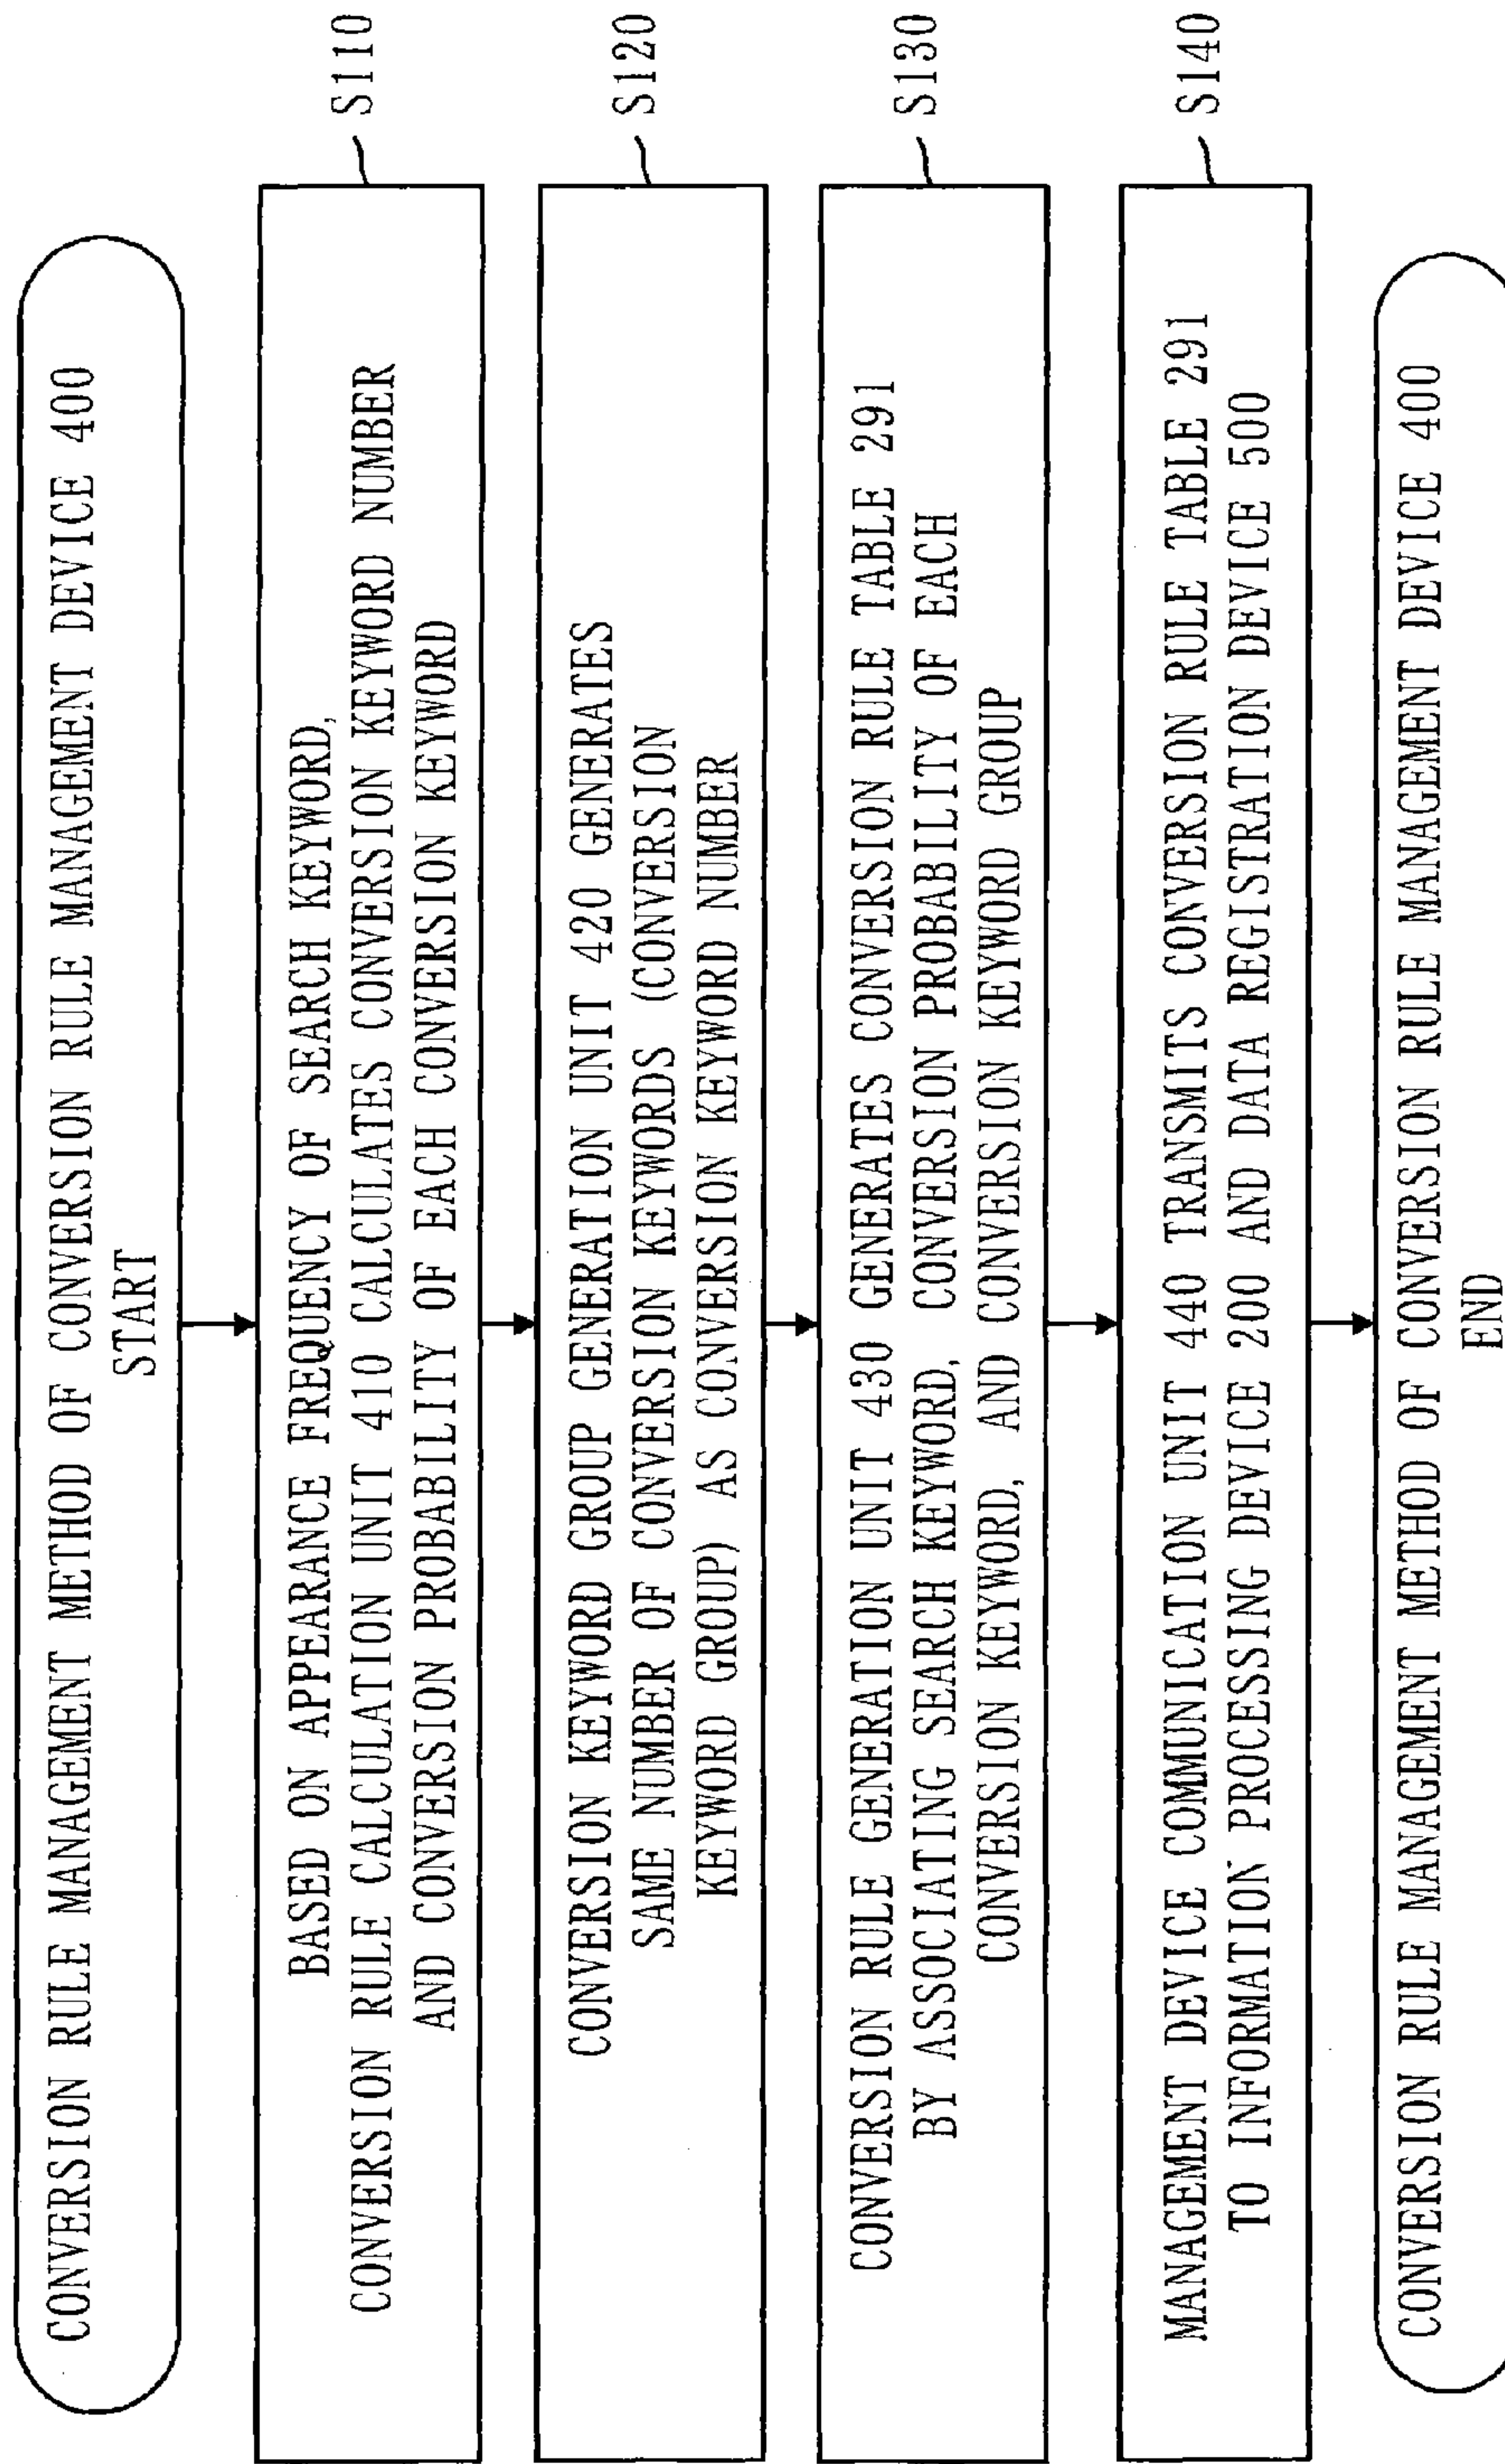 CONVERSION RULE MANAGEMENT METHOD OF CONVERSION RULE MANAGEMENT DEVICE 400
START
BASED ON APPEARANCE FREQUENCY OF SEARCH KEYWORD,
CONVERSION RULE CALCULATION UNIT 410 CALCULATES CONVERSION KEYWORD NUMBER
AND CONVERSION PROBABILITY OF EACH CONVERSION KEYWORD
S110
CONVERSION KEYWORD GROUP GENERATION UNIT 420 GENERATES
SAME NUMBER OF CONVERSION KEYWORDS (CONVERSION
KEYWORD GROUP) AS CONVERSION KEYWORD NUMBER
S120
CONVERSION RULE GENERATION UNIT 430 GENERATES CONVERSION RULE TABLE 291
BY ASSOCIATING SEARCH KEYWORD, CONVERSION PROBABILITY OF EACH
CONVERSION KEYWORD, AND CONVERSION KEYWORD GROUP
S130
MANAGEMENT DEVICE COMMUNICATION UNIT 440 TRANSMITS CONVERSION RULE TABLE 291
TO INFORMATION PROCESSING DEVICE 200 AND DATA REGISTRATION DEVICE 500
S140
CONVERSION RULE MANAGEMENT METHOD OF CONVERSION RULE MANAGEMENT DEVICE 400
END